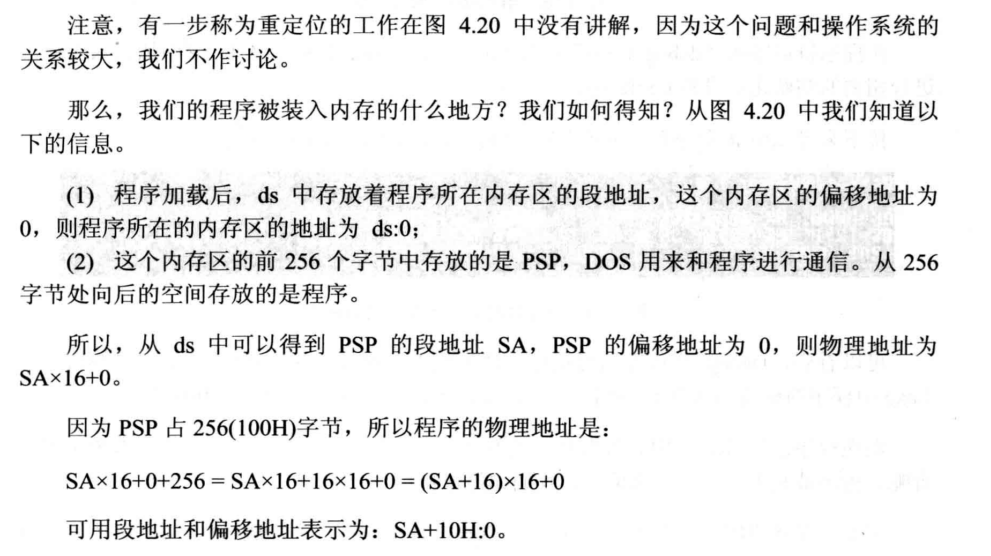 注意，有一步称为重定位的工作在图 4.20 中没有讲解，因为这个问题和操作系统的
关系较大，我们不作讨论。
那么，我们的程序被装入内存的什么地方？我们如何得知？从图 4.20 中我们知道以
下的信息。
(1) 程序加载后，ds 中存放着程序所在内存区的段地址，这个内存区的偏移地址为
0，则程序所在的内存区的地址为 ds:0;
(2) 这个内存区的前 256 个字节中存放的是 PSP，DOS 用来和程序进行通信。从 256
字节处向后的空间存放的是程序。
所以，从 ds 中可以得到 PSP 的段地址 SA，PSP 的偏移地址为 0，则物理地址为
SA×16+0。
因为 PSP 占 256(100H)字节，所以程序的物理地址是：
SA×16+0+256 = SA×16+16×16+0 = (SA+16)×16+0
可用段地址和偏移地址表示为：SA+10H:0。